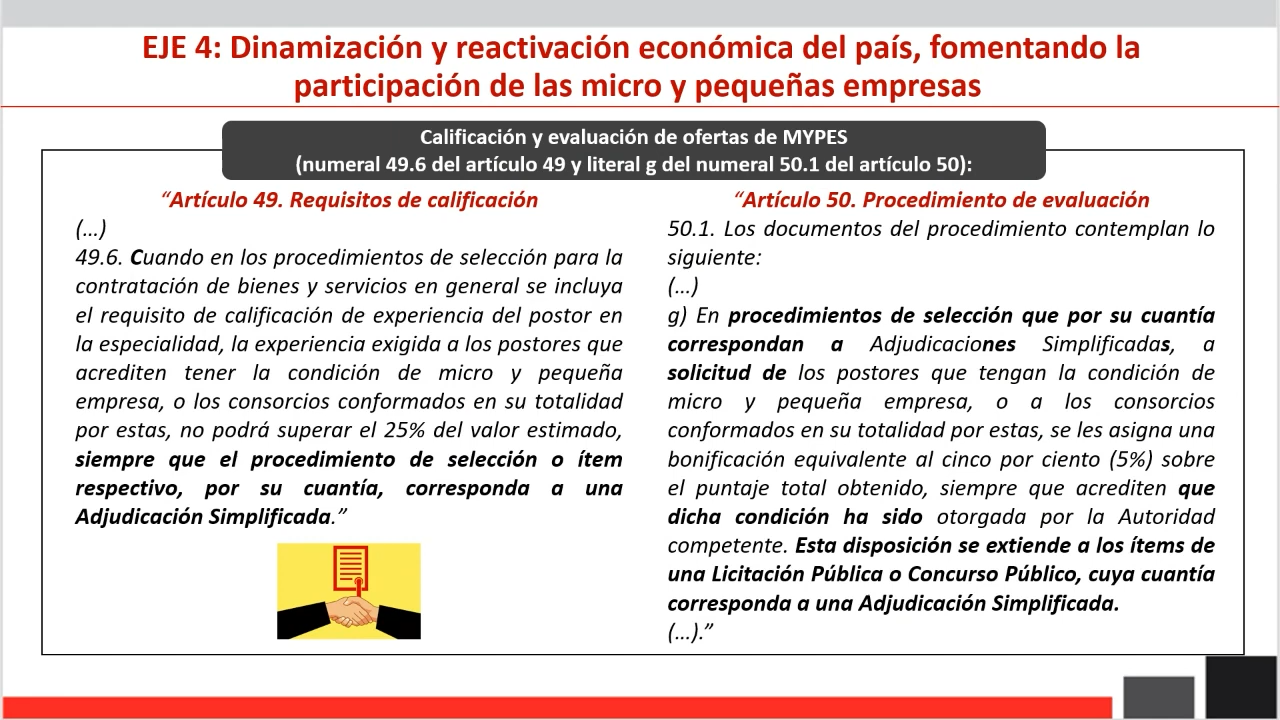 EJE 4: Dinamización y reactivación económica del país, fomentando la
participación de las micro y pequeñas empresas
Calificación y evaluación de ofertas de MYPES
(numeral 49.6 del artículo 49 y literal g del numeral 50.1 del artículo 50):
“Artículo 49. Requisitos de calificación
(…)
49.6. Cuando en los procedimientos de selección para la
contratación de bienes y servicios en general se incluya
el requisito de calificación de experiencia del postor en
la especialidad, la experiencia exigida a los postores que
acrediten tener la condición de micro y pequeña
empresa, o los consorcios conformados en su totalidad
por estas, no podrá superar el 25% del valor estimado,
siempre que el procedimiento de selección o ítem
respectivo, por su cuantía, corresponda a una
Adjudicación Simplificada.”
“Artículo 50. Procedimiento de evaluación
50.1. Los documentos del procedimiento contemplan lo
siguiente:
(…)
g) En procedimientos de selección que por su cuantía
correspondan a Adjudicaciones Simplificadas, a
solicitud de los postores que tengan la condición de
micro y pequeña empresa, o a los consorcios
conformados en su totalidad por estas, se les asigna una
bonificación equivalente al cinco por ciento (5%) sobre
el puntaje total obtenido, siempre que acrediten que
dicha condición ha sido otorgada por la Autoridad
competente. Esta disposición se extiende a los ítems de
una Licitación Pública o Concurso Público, cuya cuantía
corresponda a una Adjudicación Simplificada.
(…).”